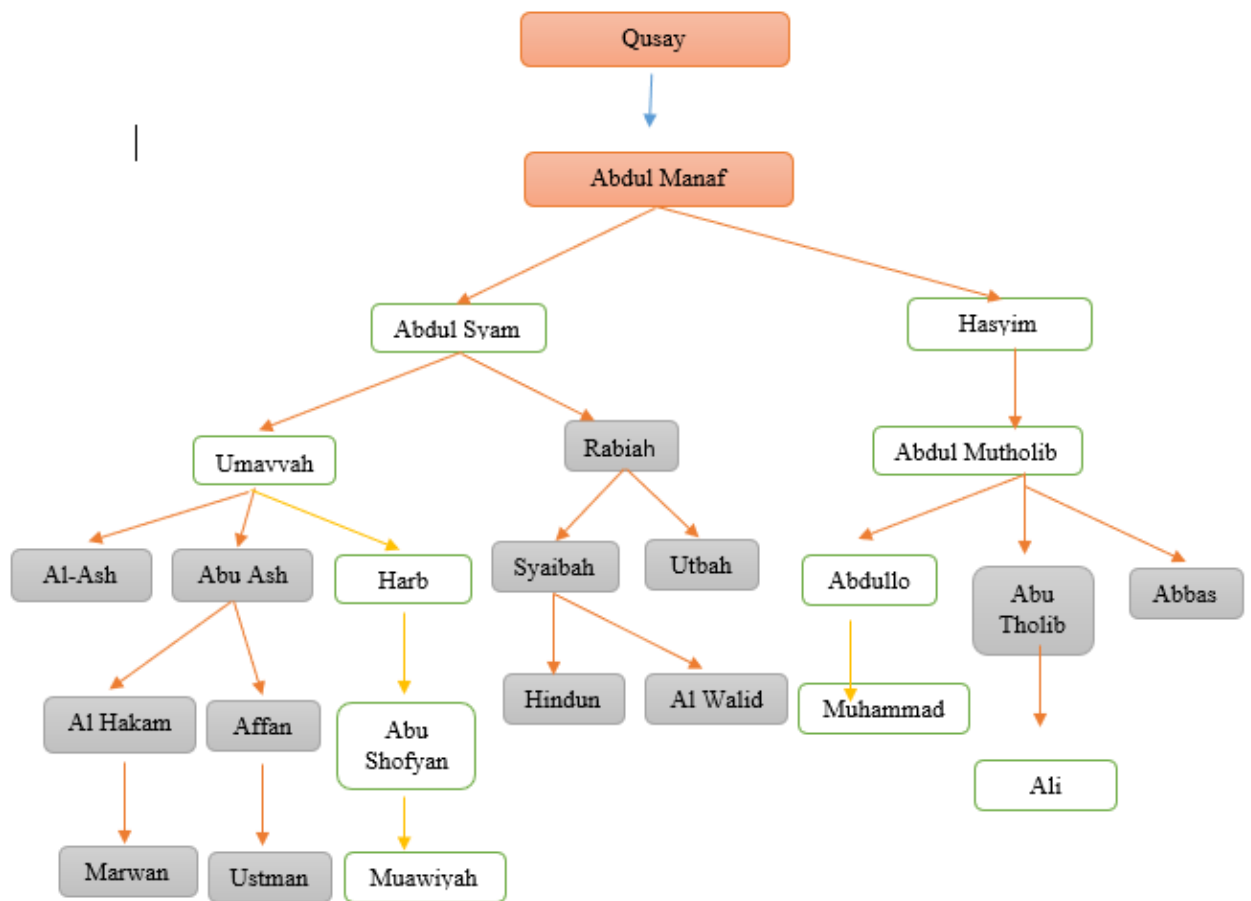 Qusay
Abdul Manaf
Abdul Syam
Hasyim
Umayyah
Rabiah
Abdul Mutholib
Al-Ash
Abu Ash
Harb
Syaibah
Utbah
Abdullo
Abu
Tholib
Abbas
Al Hakam
Affan
Abu
Shofyan
Hindun
Al Walid
Muhammad
Ali
Marwan
Ustman
Muawiyah